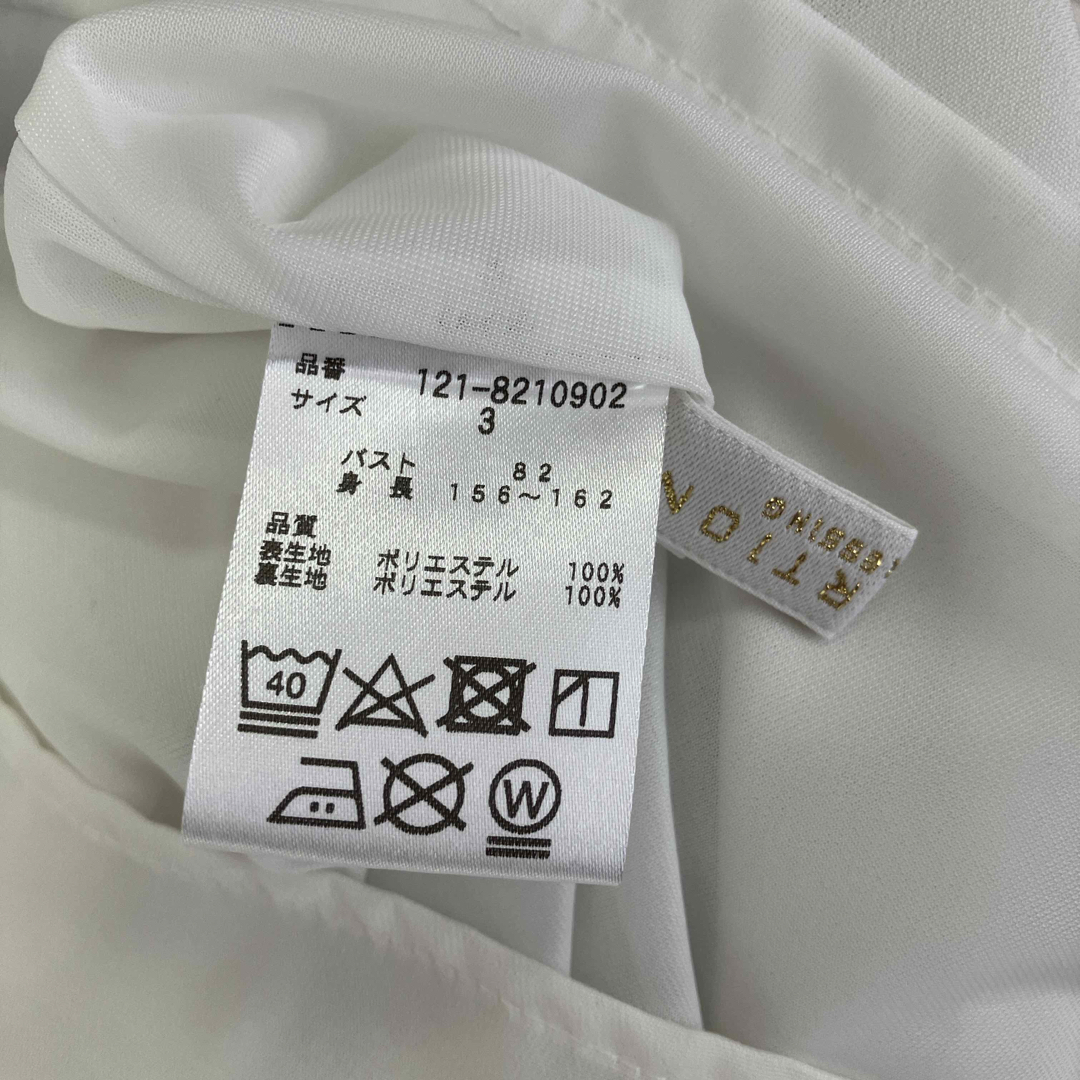 品番 121-8210902
サイズ 3
バスト 82
身長 156~162
品質
表生地 ポリエステル 100%
裏生地 ポリエステル 100%
40
W